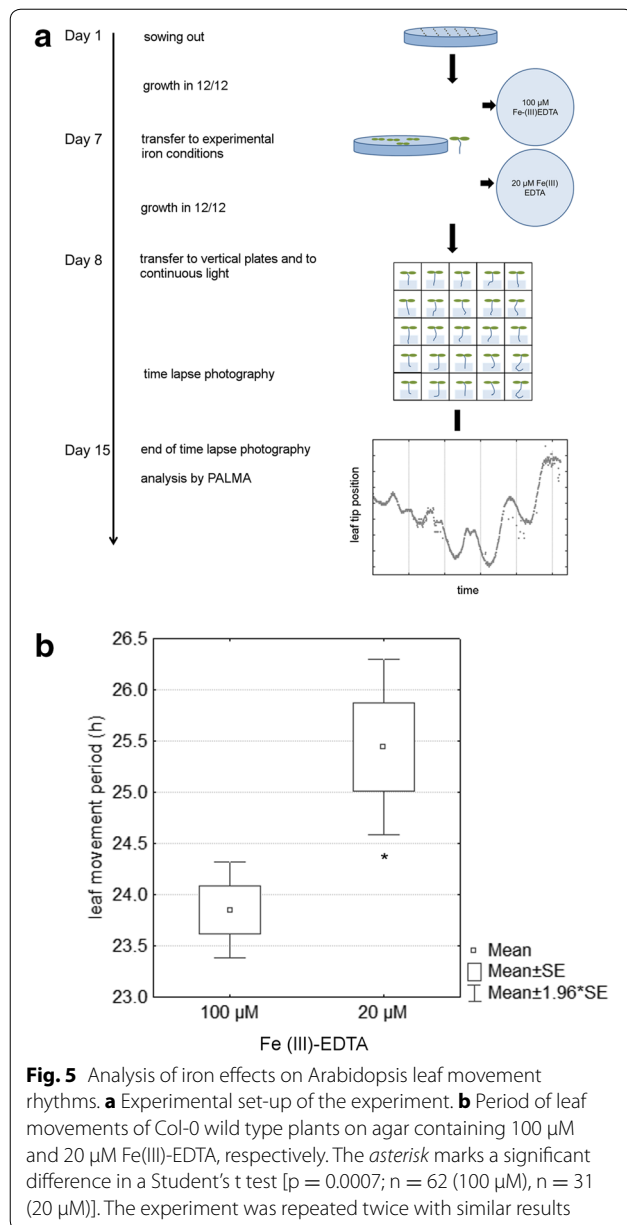 a
Day 1
sowing out
growth in 12/12
100 µM
Fe-(III)EDTA
Day 7
transfer to experimental
iron conditions
20 µM Fe(III)
EDTA
growth in 12/12
Day 8
transfer to vertical plates and to
continuous light
time lapse photography
Day 15
end of time lapse photography
analysis by PALMA
leaf tip position
time
b
leaf movement period (h)
26.5
26.0
25.5
25.0
24.5
24.0
23.5
23.0
*
100 µM
20 µM
Fe (III)-EDTA
Mean
Mean±SE
Mean±1.96*SE
Fig. 5 Analysis of iron effects on Arabidopsis leaf movement
rhythms. a Experimental set-up of the experiment. b Period of leaf
movements of Col-0 wild type plants on agar containing 100 µM
and 20 µM Fe(III)-EDTA, respectively. The asterisk marks a significant
difference in a Student's t test [p = 0.0007; n = 62 (100 µM), n = 31
(20 µM)]. The experiment was repeated twice with similar results